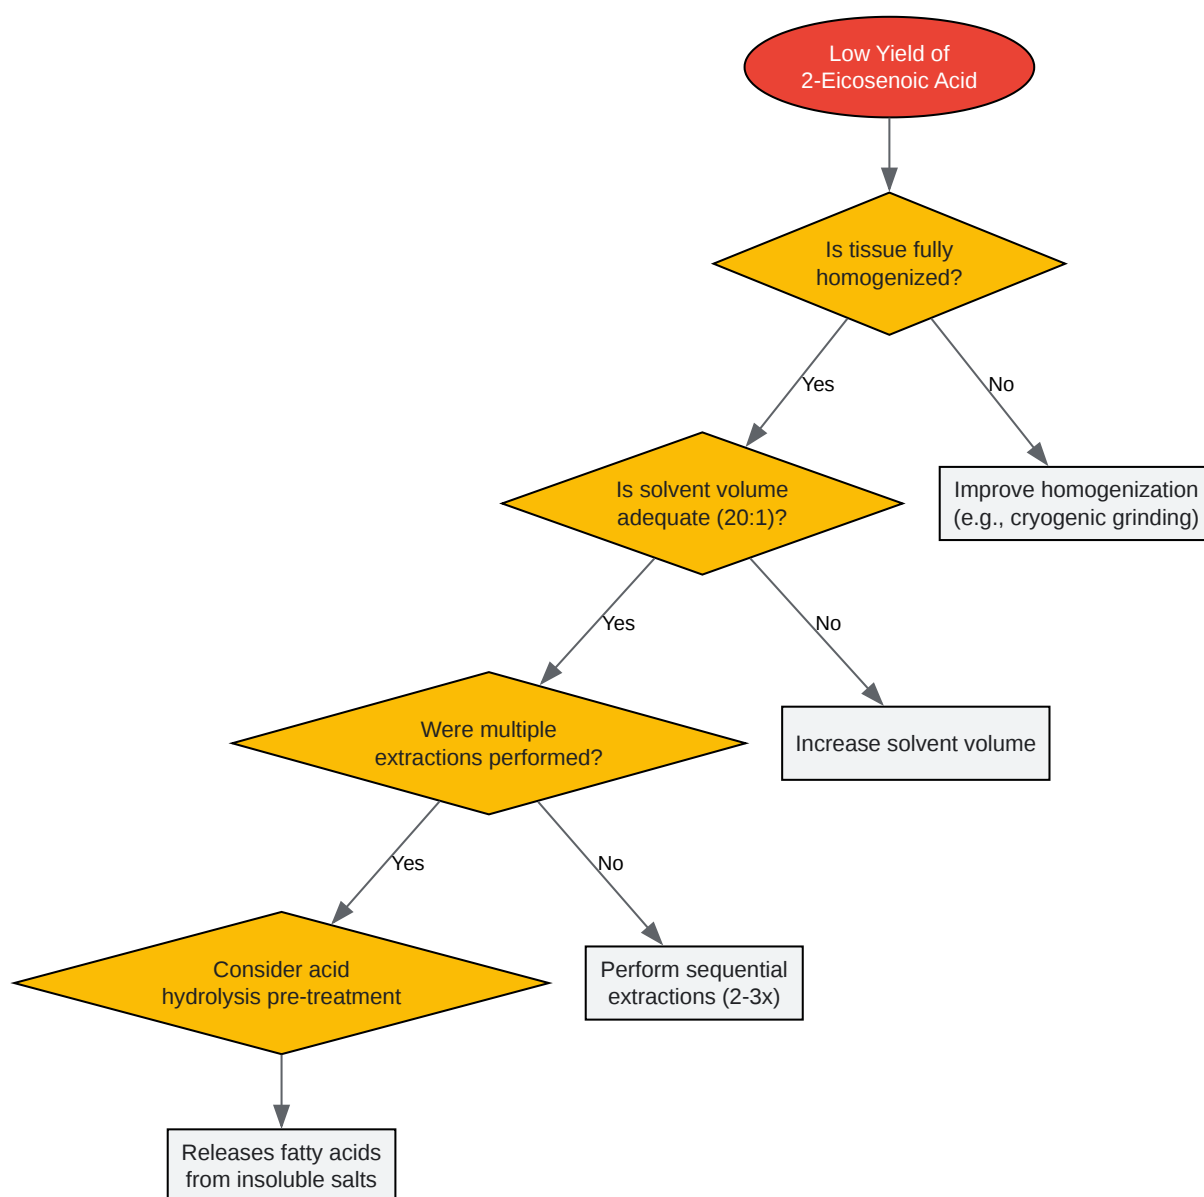 Low Yield of
2-Eicosenoic Acid
Is tissue fully
homogenized?
Yes
No
Is solvent volume
adequate (20:1)?
Improve homogenization
(e.g., cryogenic grinding)
Yes
No
Were multiple
extractions performed?
Increase solvent volume
Yes
No
Consider acid
hydrolysis pre-treatment
Perform sequential
extractions (2-3x)
Releases fatty acids
from insoluble salts